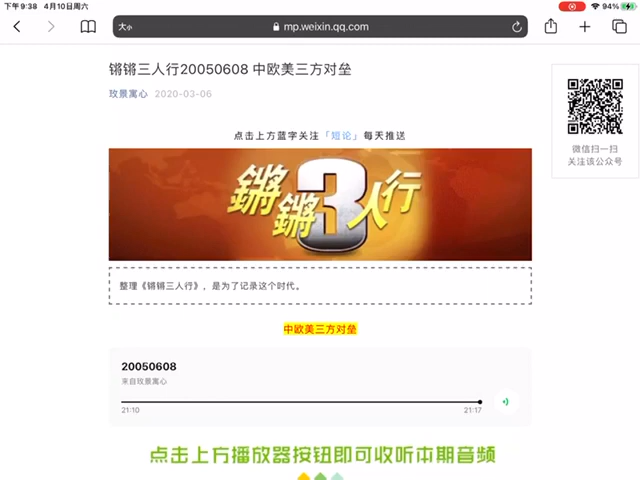 下午9:38 4月10日周六
94%
大小
mp.weixin.qq.com
锵锵三人行20050608 中欧美三方对垒
玫景寓心 2020-03-06
点击上方蓝字关注「短论」每天推送
锵锵3人行
微信扫一扫
关注该公众号
整理《锵锵三人行》，是为了记录这个时代。
中欧美三方对垒
20050608
来自玫景寓心
21:10 21:17
点击上方播放器按钮即可收听本期音频